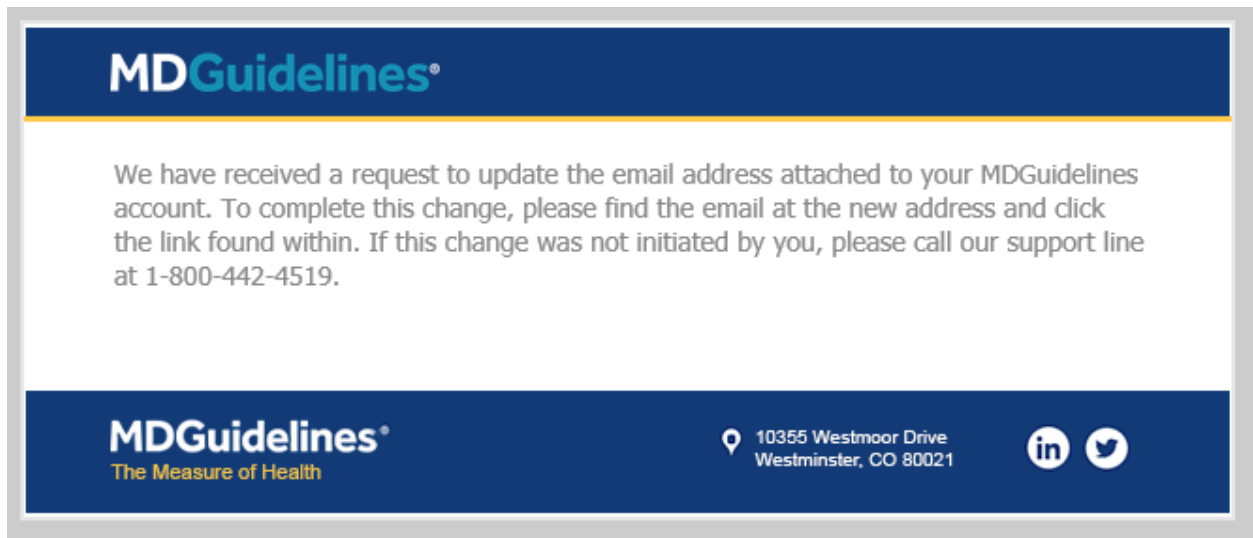 MDGuidelines®
We have received a request to update the email address attached to your MDGuidelines
account. To complete this change, please find the email at the new address and click
the link found within. If this change was not initiated by you, please call our support line
at 1-800-442-4519.
MDGuidelines®
The Measure of Health
10355 Westmoor Drive
Westminster, CO 80021
in